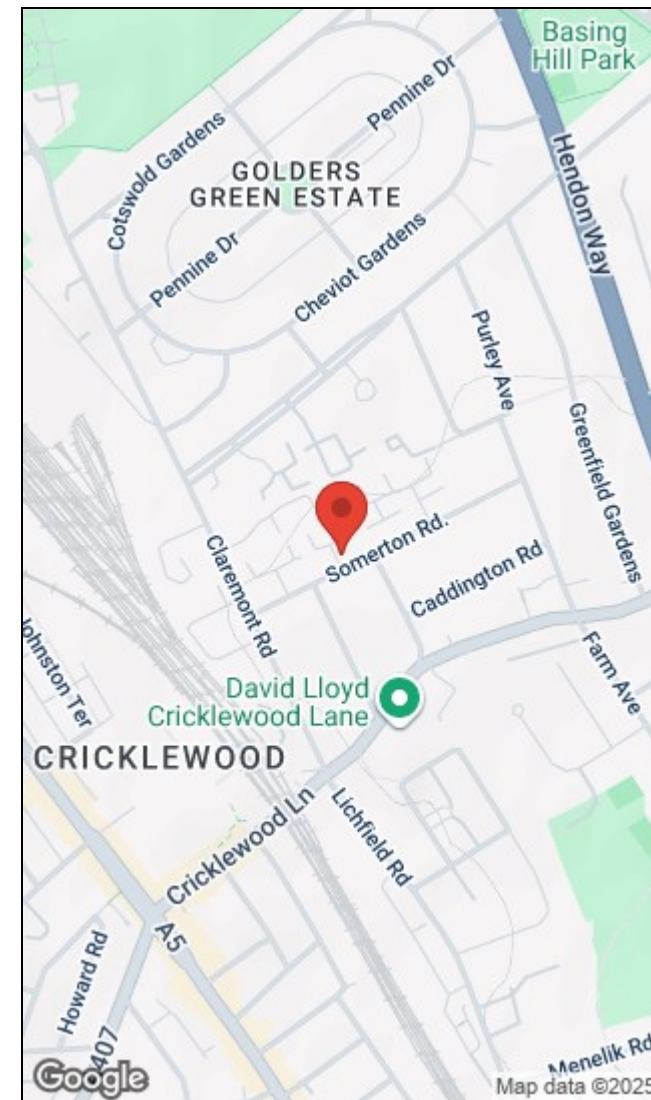 Basing
Hill Park
Pennine Dr
Cotswold Gardens
GOLDERS
GREEN ESTATE
Hendon Way
Pennine Dr
Cheviot Gardens
Purley Ave
Greenfield Gardens
Somerton Rd.
Claremont Rd
Caddington Rd
Johnston Ter
Farm Ave
David Lloyd
Cricklewood Lane
CRICKLEWOOD
Cricklewood Ln
Lichfield Rd
A5
Howard Rd
407
Menelik Rd
Google
Map data ©2025